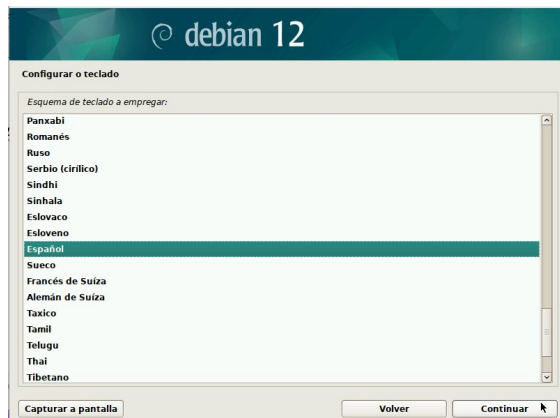 debian 12
Configurar o teclado
Esquema de teclado a empregar:
Panxabi
Romanés
Ruso
Serbio (cirílico)
Sindhi
Sinhala
Eslovaco
Esloveno
Español
Sueco
Francés de Suíza
Alemán de Suíza
Taxico
Tamil
Telugu
Thai
Tibetano
Capturar a pantalla
Volver
Continuar